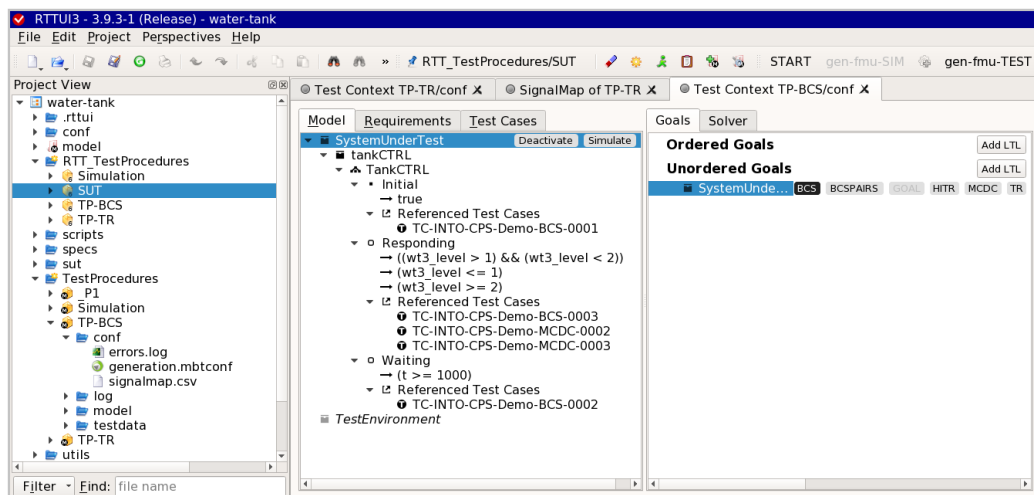 RTTUI3 - 3.9.3-1 (Release) - water-tank
File Edit Project Perspectives Help
» RTT_TestProcedures/SUT START gen-fmu-SIM gen-fmu-TEST
Project View
water-tank
.rttui
conf
model
RTT_TestProcedures
Simulation
SUT
TP-BCS
TP-TR
scripts
specs
sut
TestProcedures
_P1
Simulation
TP-BCS
conf
errors.log
generation.mbtconf
signalmap.csv
log
model
testdata
TP-TR
utils
Filter Find: file name
Test Context TP-TR/conf SignalMap of TP-TR Test Context TP-BCS/conf
Model Requirements Test Cases
SystemUnderTest Deactivate Simulate
tankCTRL
TankCTRL
Initial
→ true
Referenced Test Cases
TC-INTO-CPS-Demo-BCS-0001
Responding
→ ((wt3_level > 1) && (wt3_level < 2))
→ (wt3_level <= 1)
→ (wt3_level >= 2)
Referenced Test Cases
TC-INTO-CPS-Demo-BCS-0003
TC-INTO-CPS-Demo-MCDC-0002
TC-INTO-CPS-Demo-MCDC-0003
Waiting
→ (t >= 1000)
Referenced Test Cases
TC-INTO-CPS-Demo-BCS-0002
TestEnvironment
Goals Solver
Ordered Goals Add LTL
Unordered Goals Add LTL
SystemUnde... BCS BCSPAIRS GOAL HITR MCDC TR